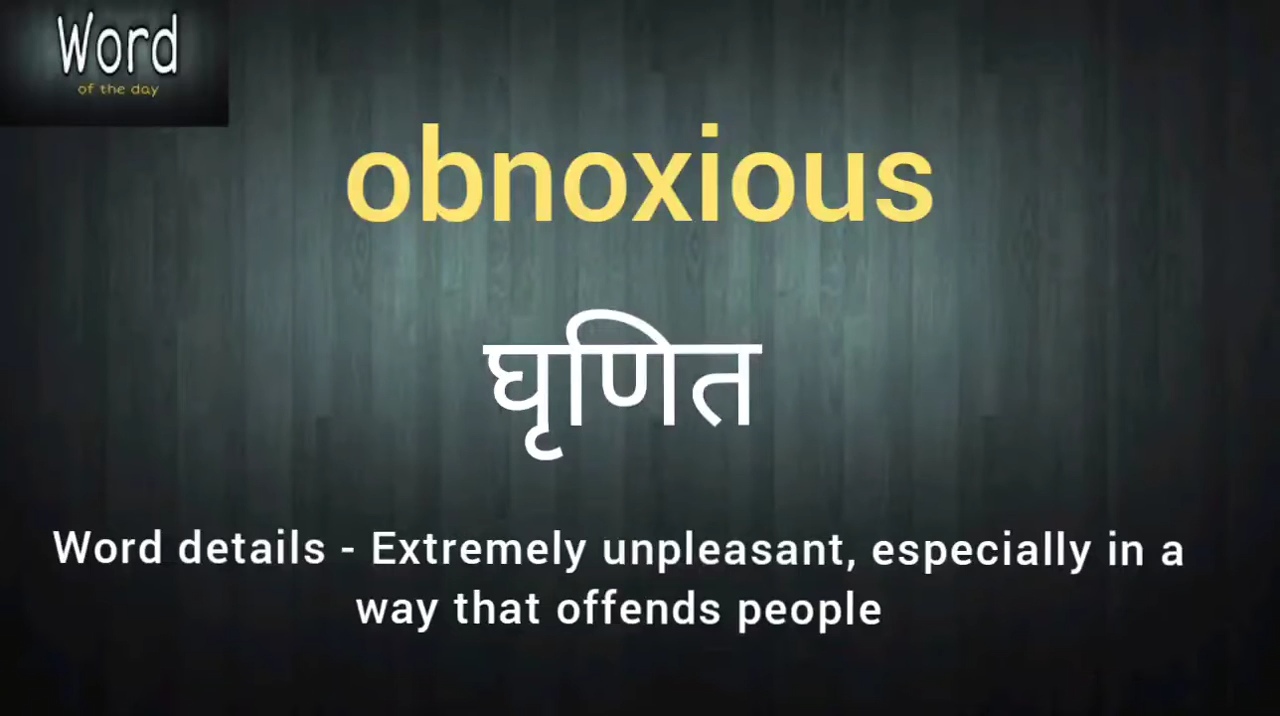 Word
of the day
obnoxious
घृणित
Word details - Extremely unpleasant, especially in a
way that offends people